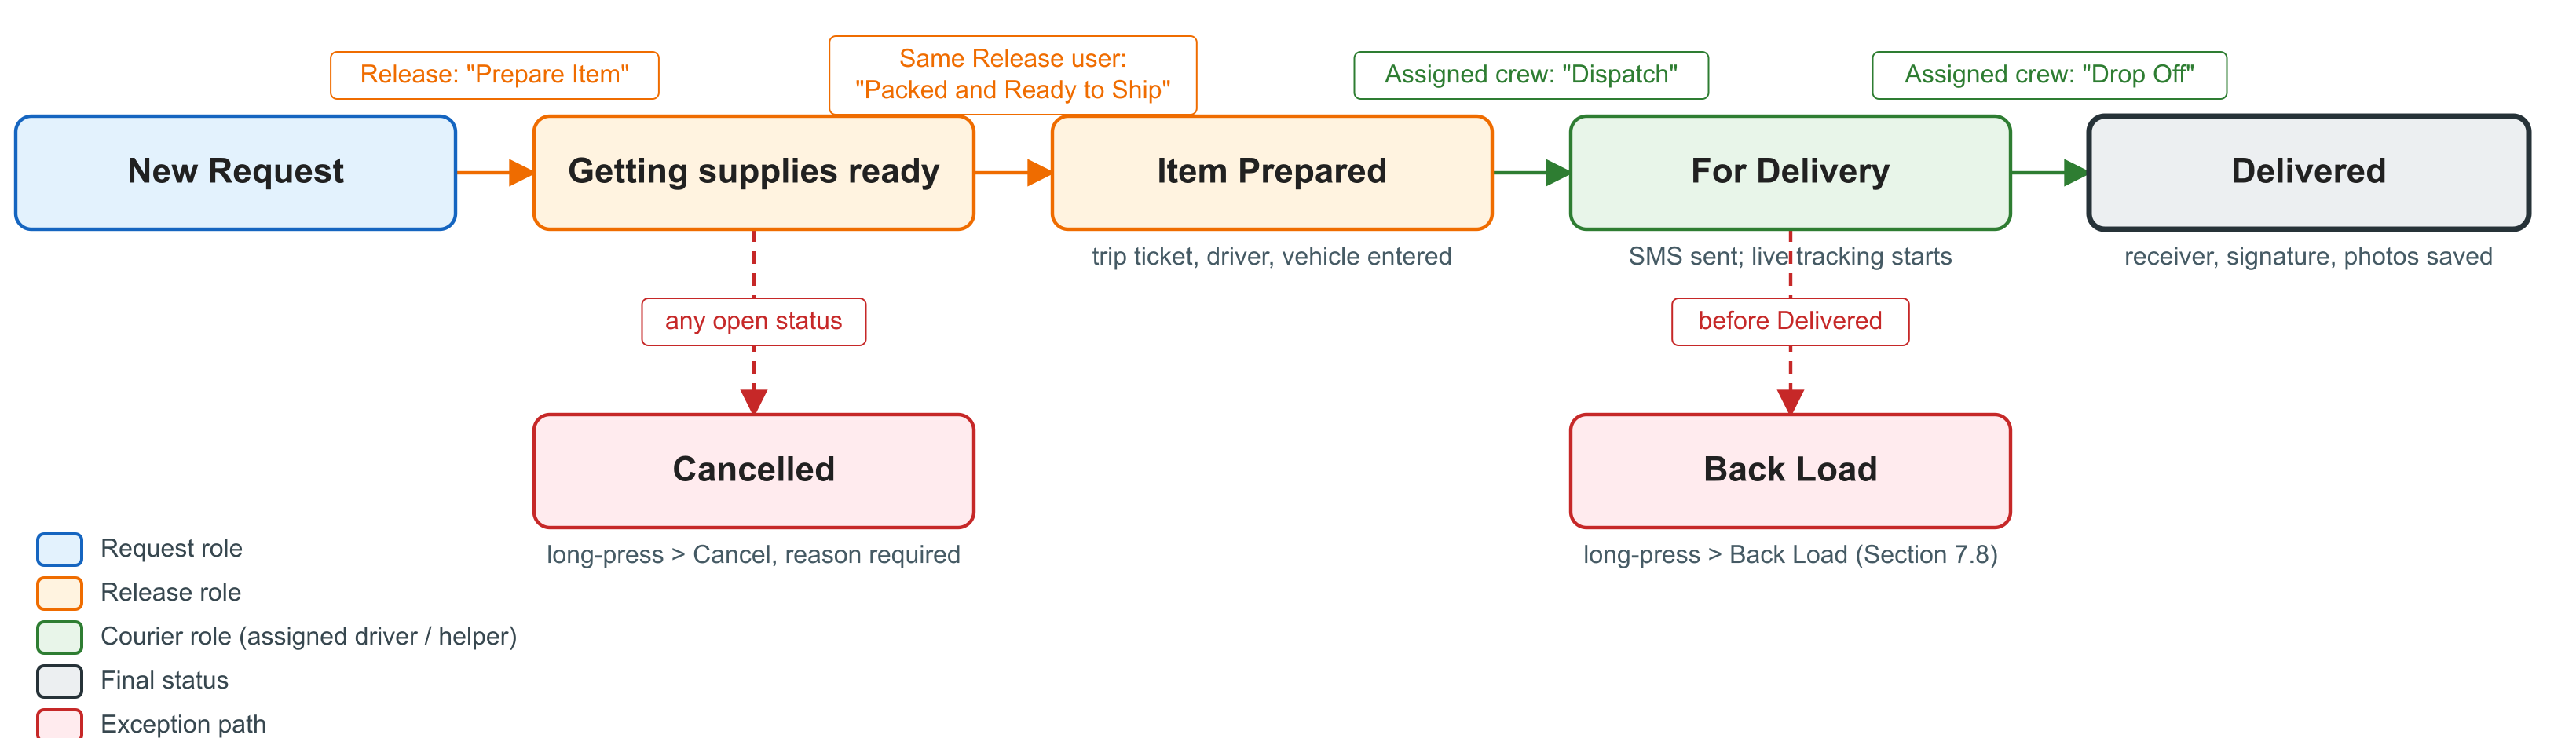 Release: "Prepare Item"
Same Release user:
"Packed and Ready to Ship"
Assigned crew: "Dispatch"
Assigned crew: "Drop Off"
New Request
Getting supplies ready
Item Prepared
For Delivery
Delivered
trip ticket, driver, vehicle entered
SMS sent; live tracking starts
receiver, signature, photos saved
any open status
before Delivered
Cancelled
Back Load
long-press > Cancel, reason required
long-press > Back Load (Section 7.8)
Request role
Release role
Courier role (assigned driver / helper)
Final status
Exception path